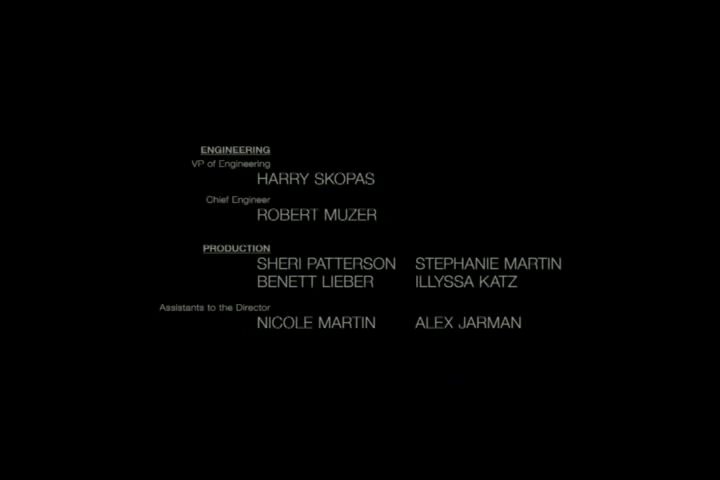 ENGINEERING
VP of Engineering
HARRY SKOPAS
Chief Engineer
ROBERT MUZER
PRODUCTION
SHERI PATTERSON STEPHANIE MARTIN
BENETT LIEBER ILLYSSA KATZ
Assistants to the Director
NICOLE MARTIN ALEX JARMAN